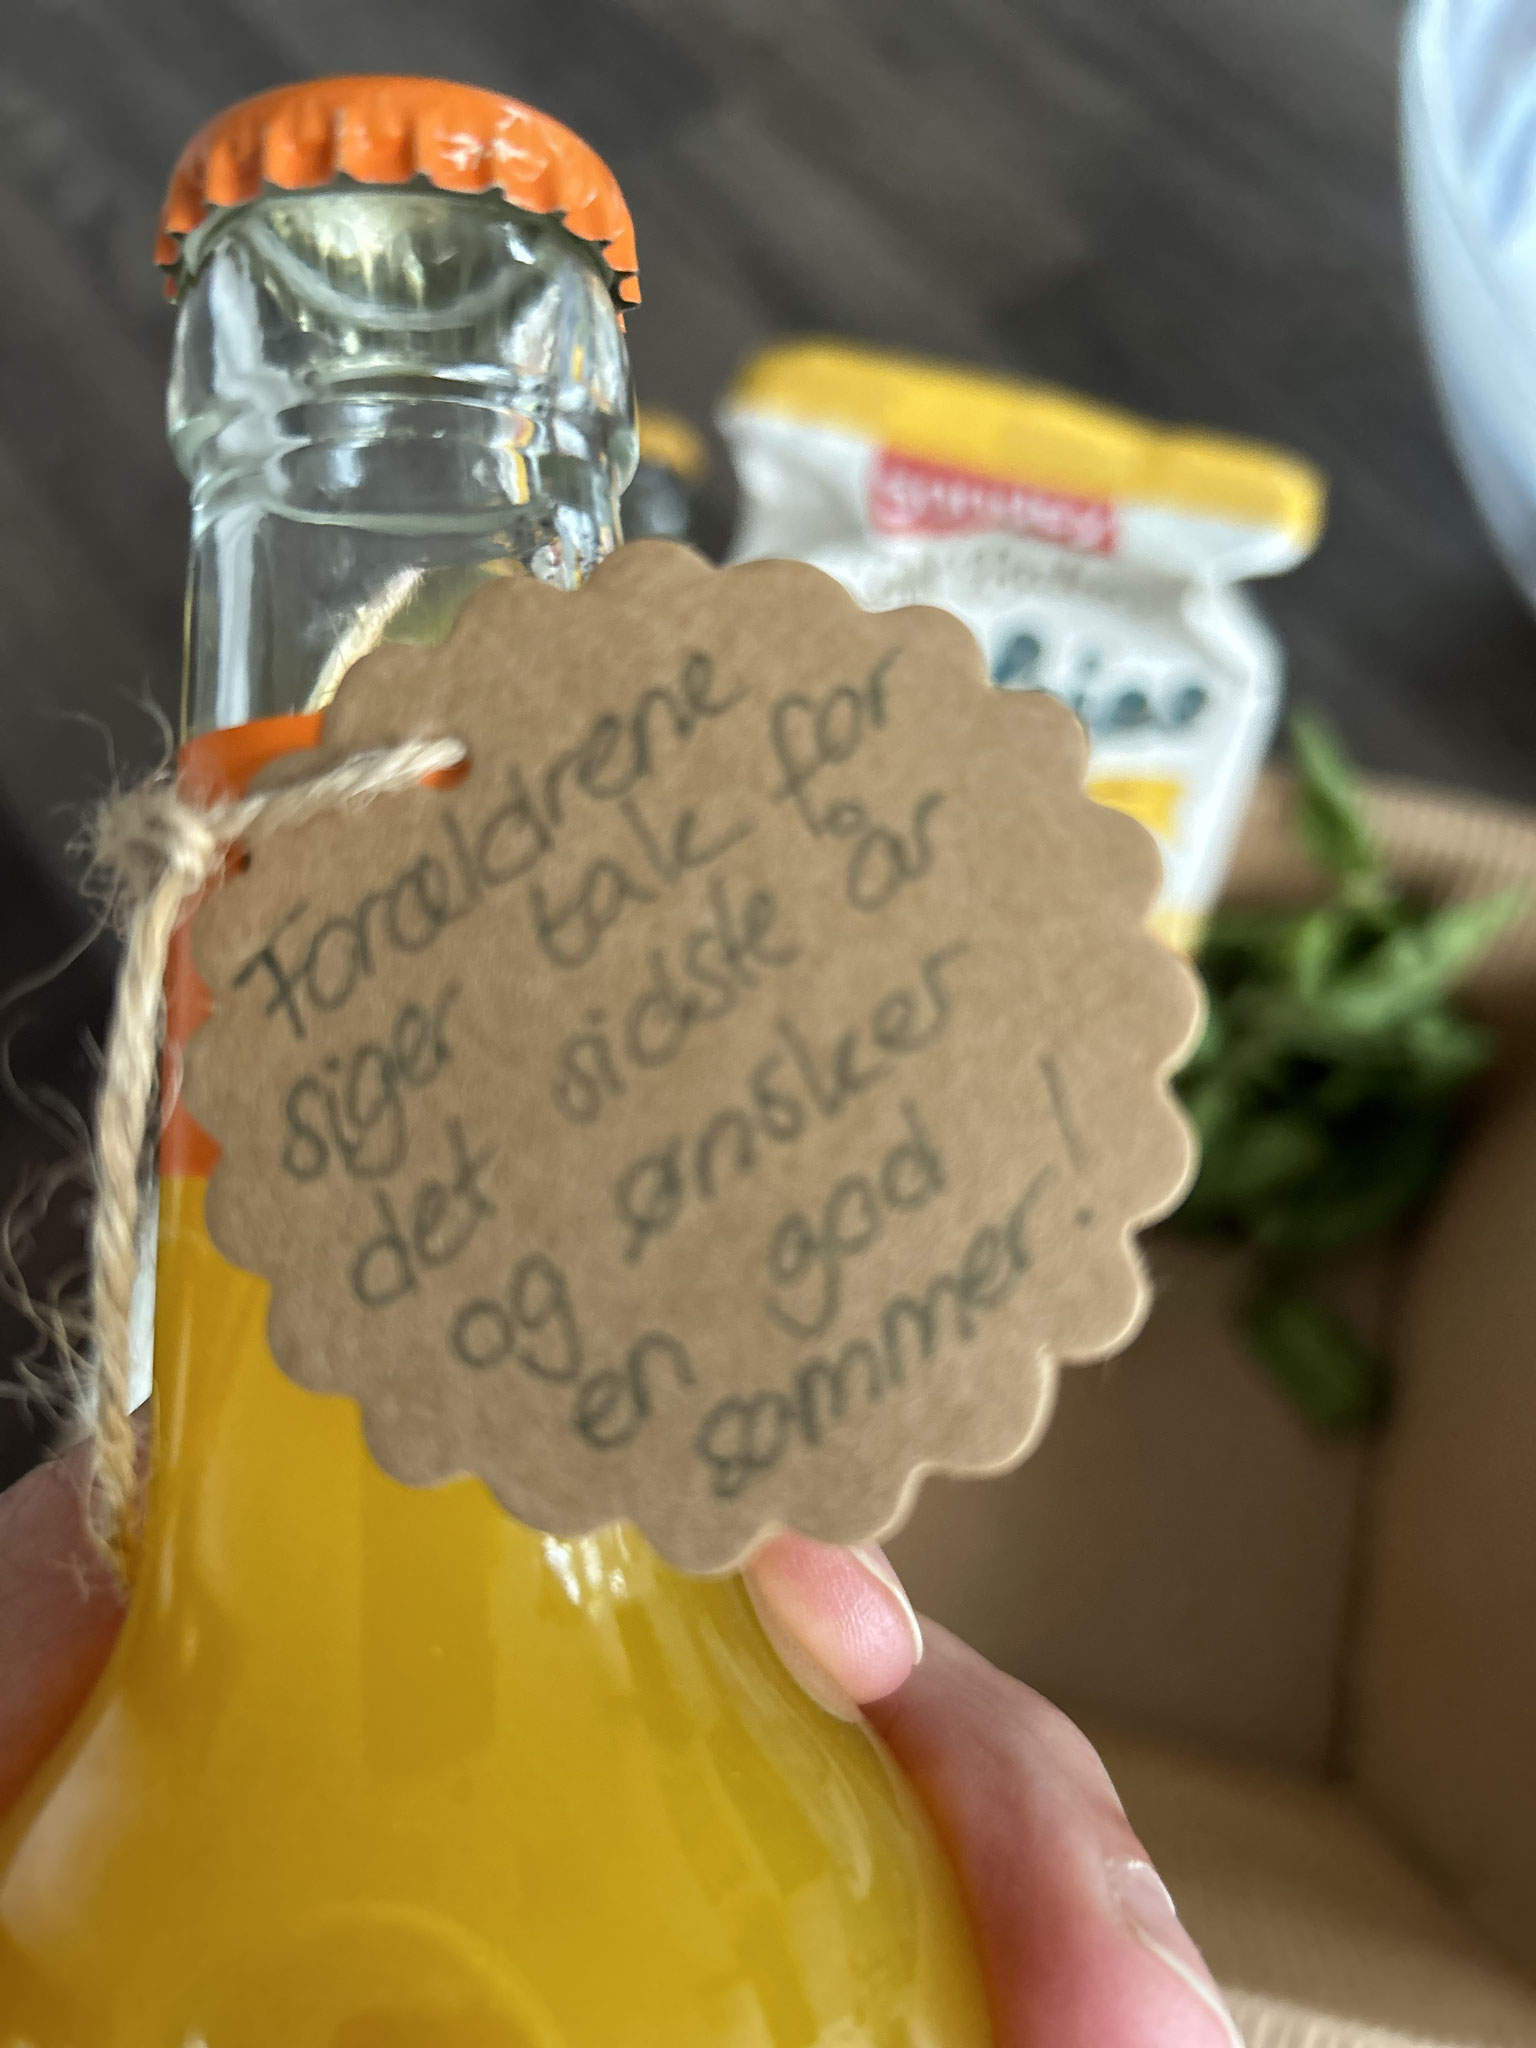 Forældrene
siger tak for
det sidste år
og ønsker
en god
sommer!